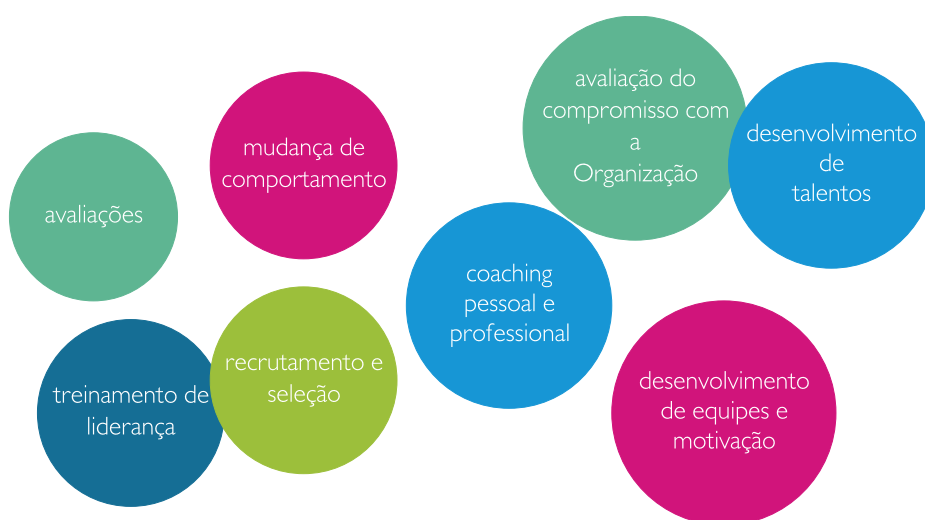 avaliações
mudança de
comportamento
treinamento de
liderança
recrutamento e
seleção
coaching
pessoal e
professional
avaliação do
compromisso com
a
Organização
desenvolvimento
de
talentos
desenvolvimento
de equipes e
motivação